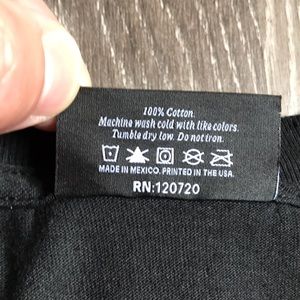 100% Cotton.
Machine wash cold with like colors.
Tumble dry low. Do not iron.
MADE IN MEXICO. PRINTED IN THE USA.
RN:120720